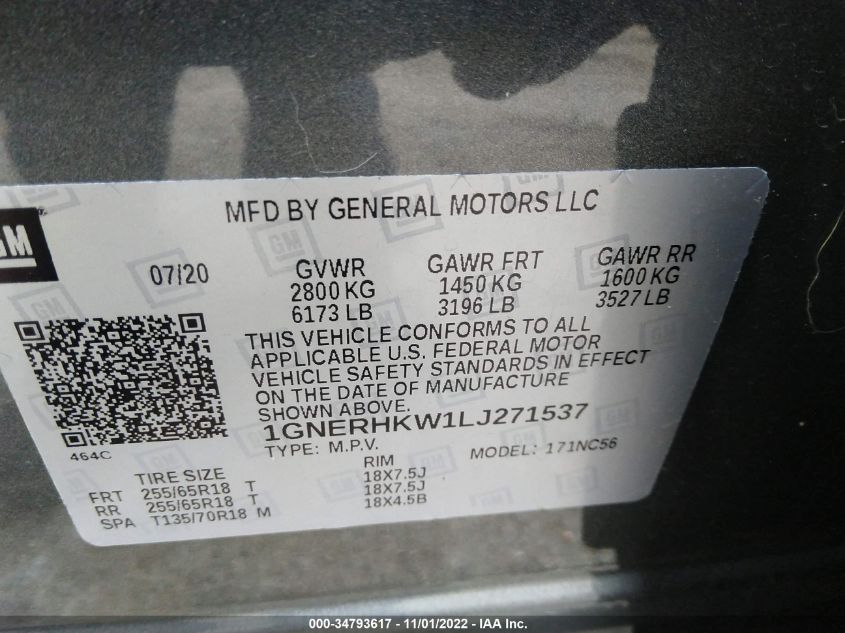 GM
MFD BY GENERAL MOTORS LLC
07/20
GVWR
2800 KG
6173 LB
GAWR FRT
1450 KG
3196 LB
GAWR RR
1600 KG
3527 LB
THIS VEHICLE CONFORMS TO ALL
APPLICABLE U.S. FEDERAL MOTOR
VEHICLE SAFETY STANDARDS IN EFFECT
ON THE DATE OF MANUFACTURE
SHOWN ABOVE.
1GNERHKW1LJ271537
TYPE: M.P.V. MODEL: 171NC56
464C
TIRE SIZE RIM
FRT 255/65R18 T 18X7.5J
RR 255/65R18 T 18X7.5J
SPA T135/70R18 M 18X4.5B
000-34793617 - 11/01/2022 - IAA Inc.